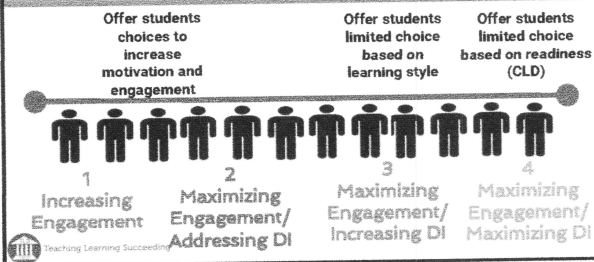 Offer students
choices to
increase
motivation and
engagement
Offer students
limited choice
based on
learning style
Offer students
limited choice
based on readiness
(CLD)
1
Increasing
Engagement
2
Maximizing
Engagement/
Addressing DI
3
Maximizing
Engagement/
Increasing DI
4
Maximizing
Engagement/
Maximizing DI
Teaching Learning Succeeding